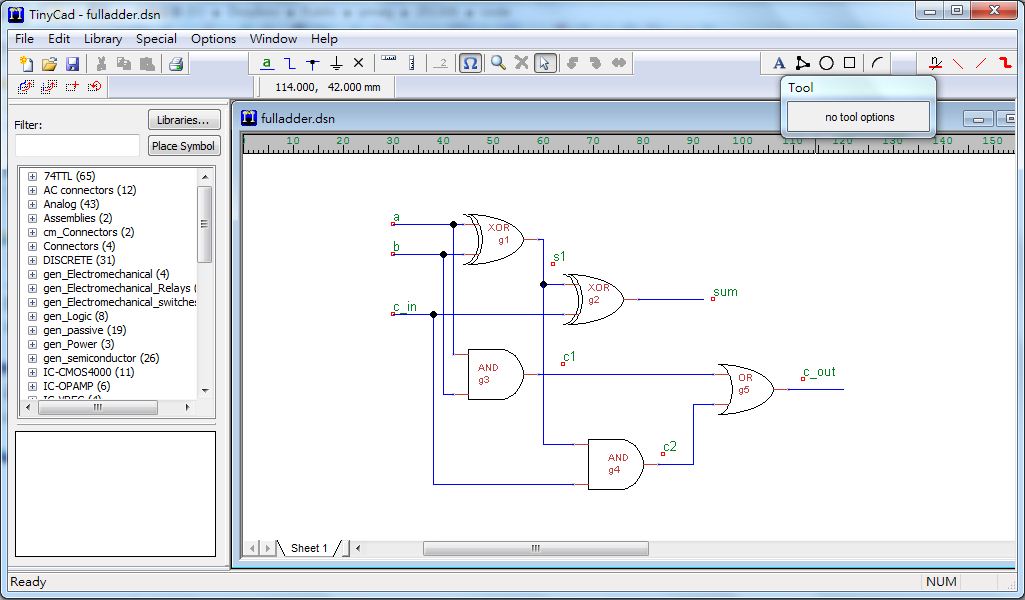 TinyCad - fulladder.dsn
File Edit Library Special Options Window Help
114.000, 42.000 mm
Tool
no tool options
Filter:
Libraries...
Place Symbol
fulladder.dsn
10 20 30 40 50 60 70 80 90 100 110 120 130 140 150
74TTL (65)
AC connectors (12)
Analog (43)
Assemblies (2)
cm_Connectors (2)
Connectors (4)
DISCRETE (31)
gen_Electromechanical (4)
gen_Electromechanical_Relays (
gen_Electromechanical_switches
gen_Logic (8)
gen_passive (19)
gen_Power (3)
gen_semiconductor (26)
IC-CMOS4000 (11)
IC-OPAMP (6)
a
XOR
g1
b
s1
XOR
g2
sum
c_in
c1
AND
g3
c_out
OR
g5
c2
AND
g4
Sheet 1
Ready
NUM